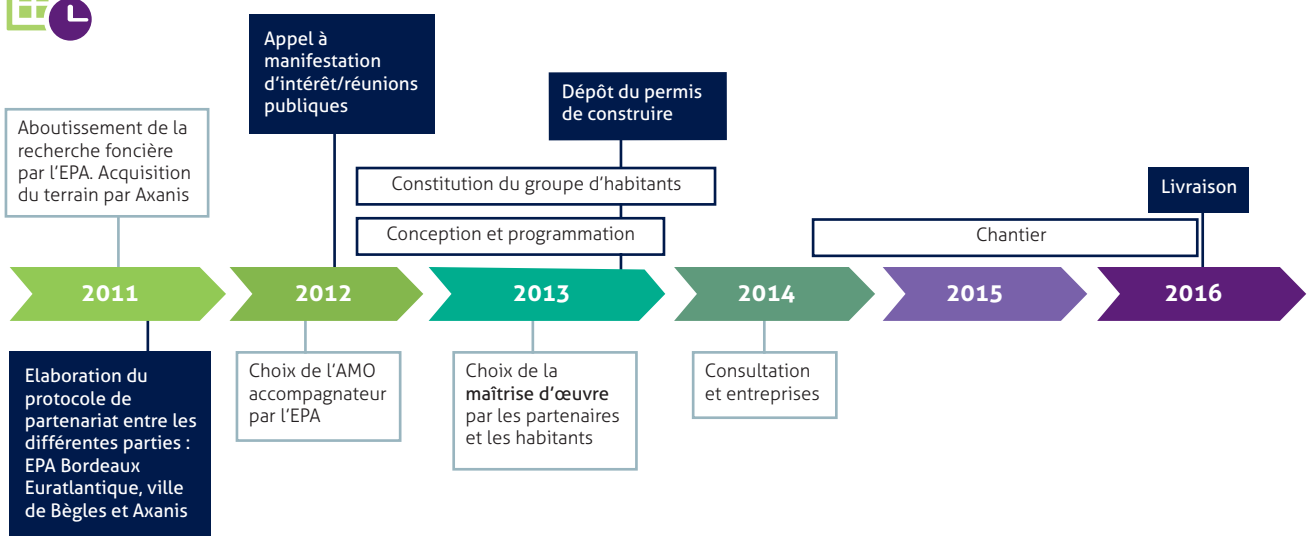 Appel à
manifestation
d'intérêt/réunions
publiques
Dépôt du permis
de construire
Aboutissement de la
recherche foncière
par l'EPA. Acquisition
du terrain par Axanis
Constitution du groupe d'habitants
Livraison
Conception et programmation
Chantier
2011
2012
2013
2014
2015
2016
Elaboration du
protocole de
partenariat entre les
différentes parties :
EPA Bordeaux
Euratlantique, ville
de Bègles et Axanis
Choix de l'AMO
accompagnateur
par l'EPA
Choix de la
maîtrise d'œuvre
par les partenaires
et les habitants
Consultation
et entreprises